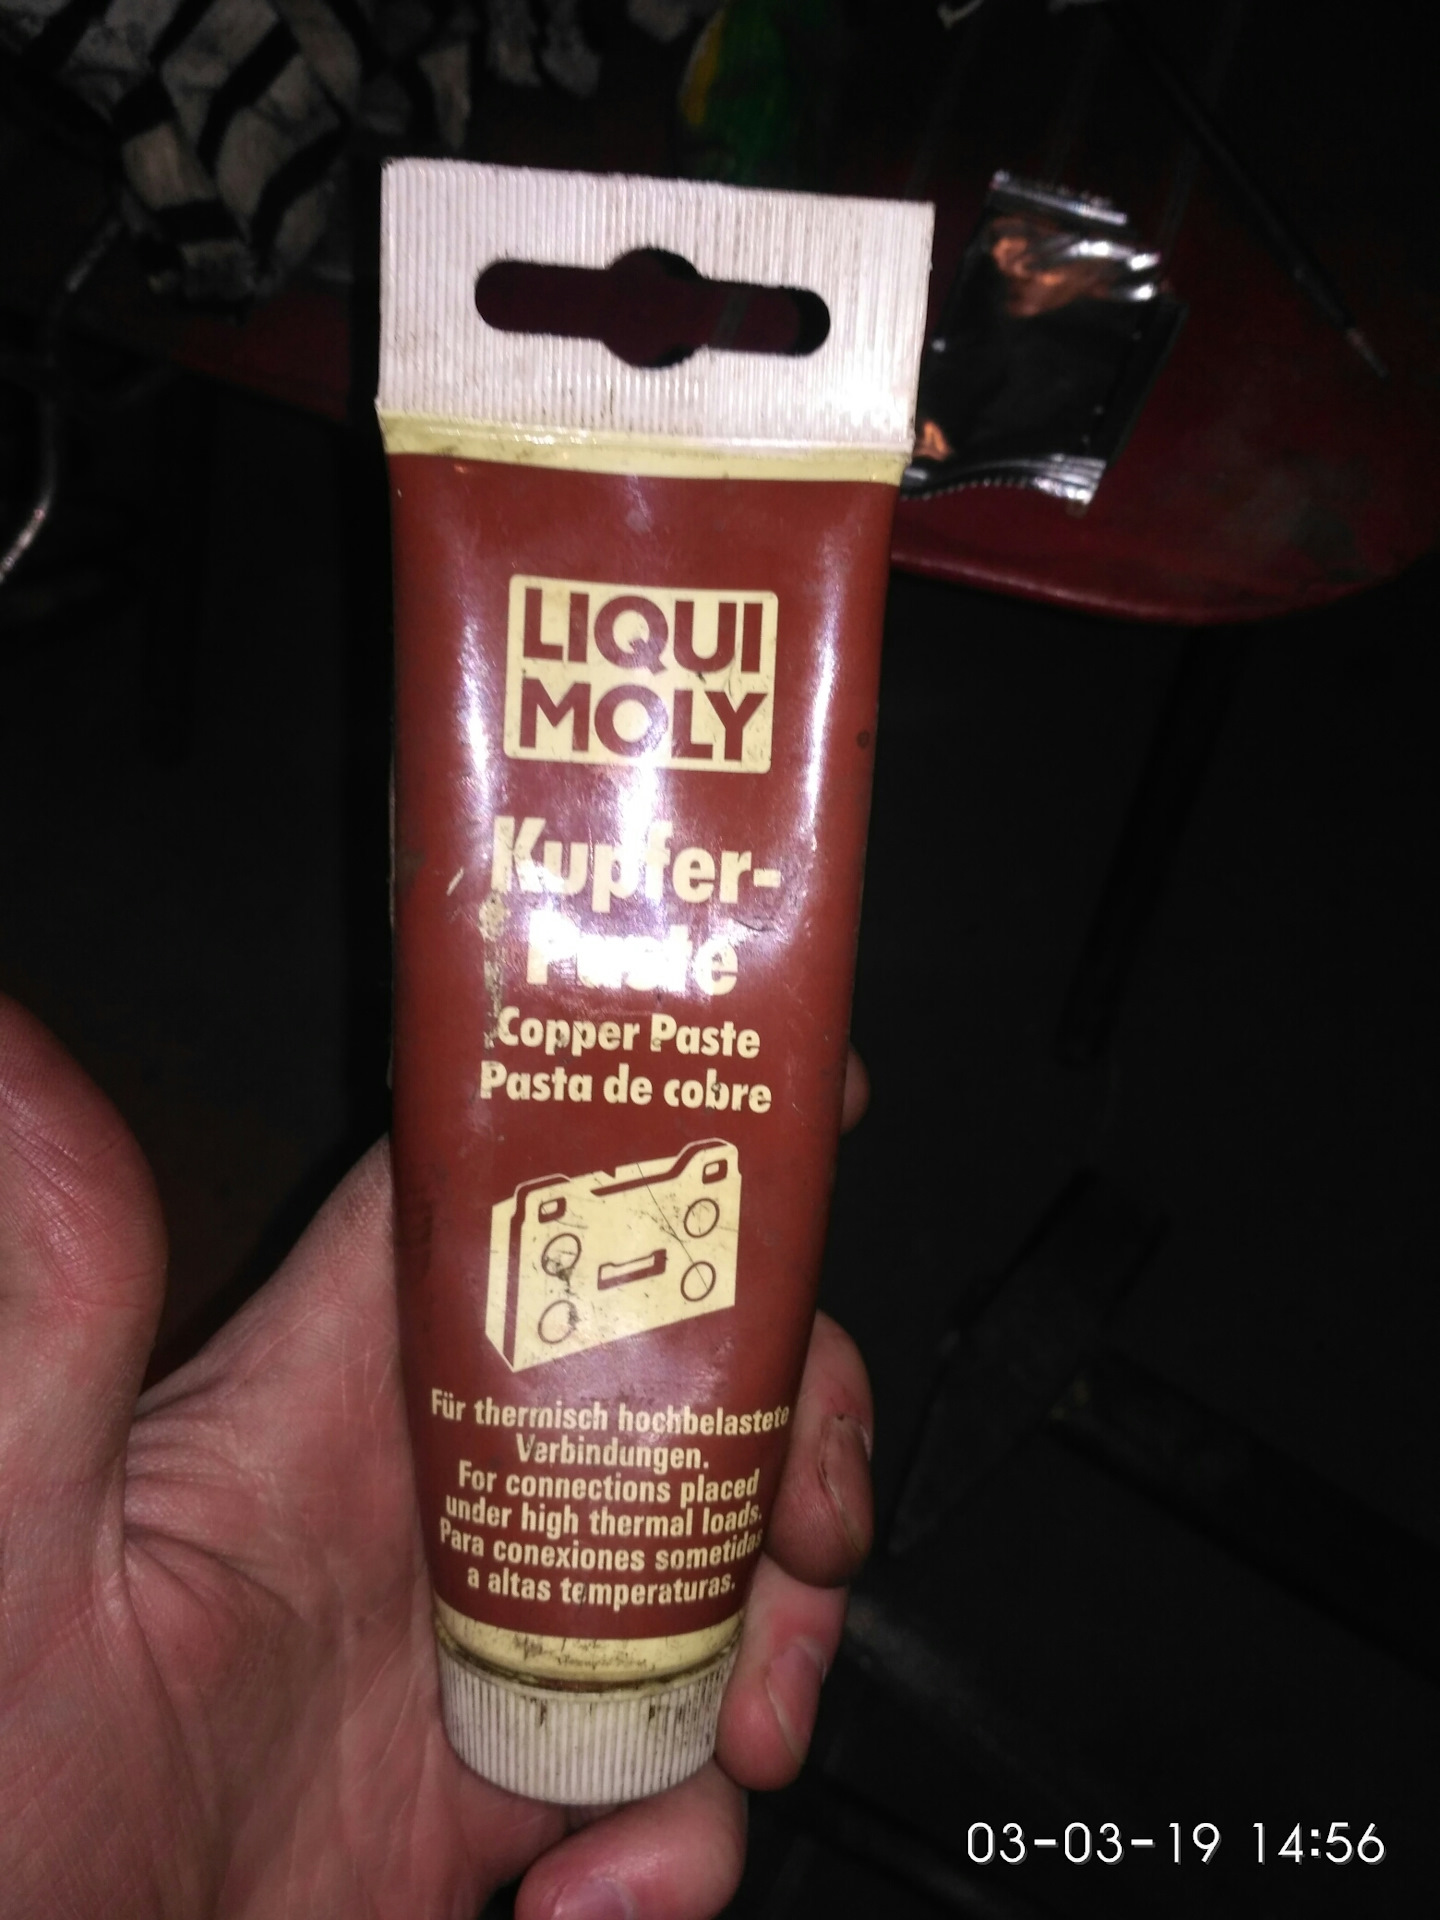 LIQUI
MOLY
Kupfer-
Paste
Copper Paste
Pasta de cobre
Für thermisch hochbelastete
Verbindungen.
For connections placed
under high thermal loads.
Para conexiones sometidas
a altas temperaturas.
03-03-19 14:56